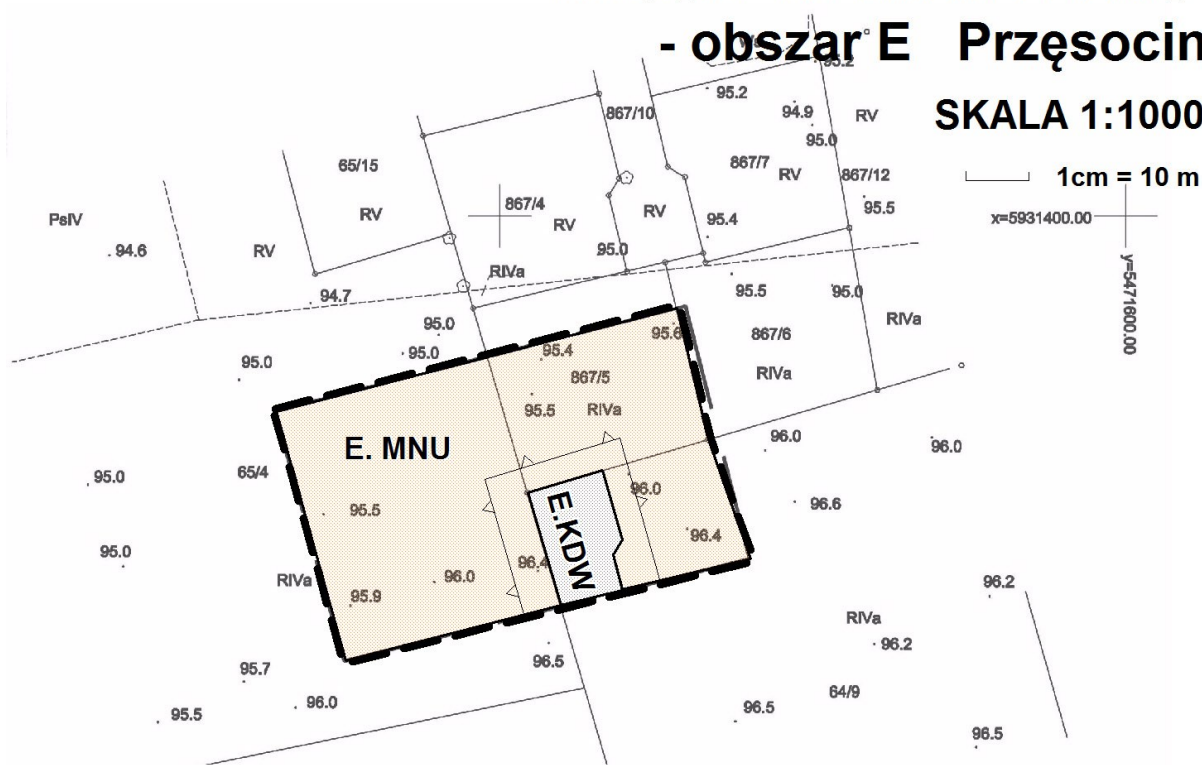 - obszar E Przęsocin
SKALA 1:1000
1cm = 10 m
x=5931400.00
y=5471600.00
95.2
95.2
94.9
867/10
RV
95.0
65/15
867/7
RV
867/12
RV
867/4
RV
RV
95.4
95.5
PsIV
94.6
RV
95.0
RIVa
94.7
95.5
95.0
95.0
95.6
867/6
RIVa
95.0
95.0
95.4
867/5
RIVa
95.5
RIVa
E. MNU
96.0
96.0
65/4
95.0
95.5
96.0
96.6
E.KDW
96.4
95.0
96.4
RIVa
96.0
95.9
96.2
RIVa
96.2
96.5
95.7
64/9
96.0
95.5
96.5
96.5